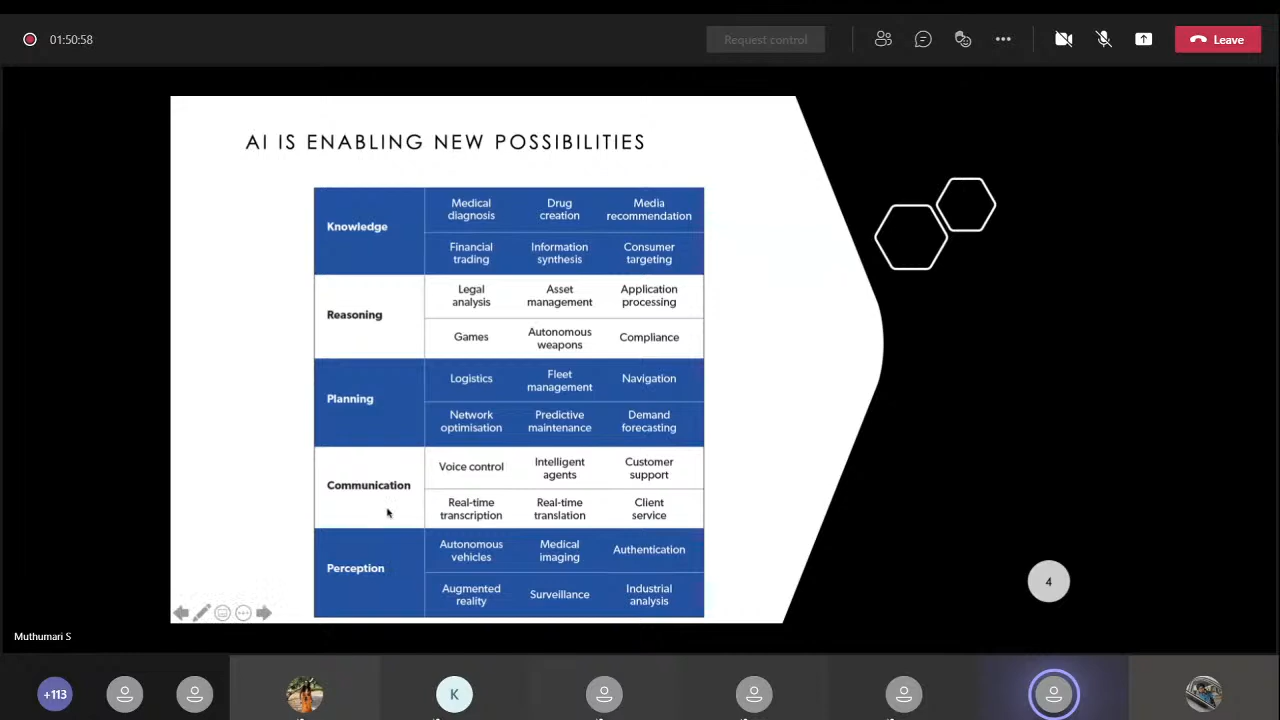 01:50:58
Request control
Leave
AI IS ENABLING NEW POSSIBILITIES
Knowledge
Medical diagnosis
Drug creation
Media recommendation
Financial trading
Information synthesis
Consumer targeting
Reasoning
Legal analysis
Asset management
Application processing
Games
Autonomous weapons
Compliance
Planning
Logistics
Fleet management
Navigation
Network optimisation
Predictive maintenance
Demand forecasting
Communication
Voice control
Intelligent agents
Customer support
Real-time transcription
Real-time translation
Client service
Perception
Autonomous vehicles
Medical imaging
Authentication
Augmented reality
Surveillance
Industrial analysis
4
Muthumari S
+113
K